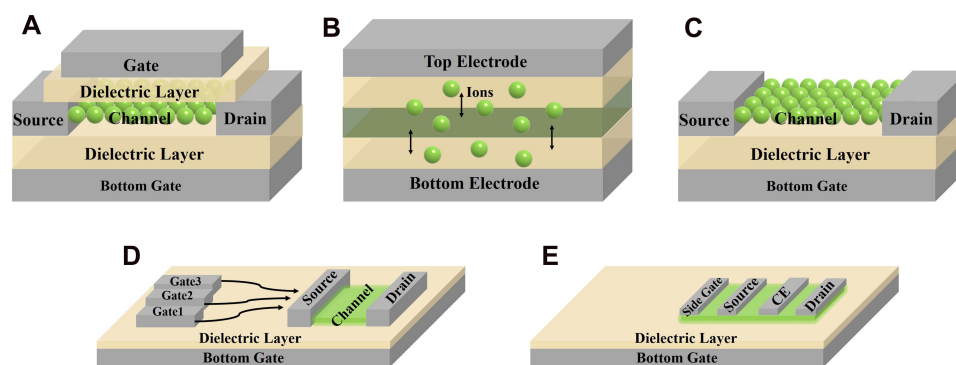 A
Gate
Dielectric Layer
Source
Channel
Drain
Dielectric Layer
Bottom Gate
B
Top Electrode
Ions
Bottom Electrode
C
Source
Channel
Drain
Dielectric Layer
Bottom Gate
D
Gate3
Gate2
Gate1
Source
Channel
Drain
Dielectric Layer
Bottom Gate
E
Side Gate
Source
CE
Drain
Dielectric Layer
Bottom Gate